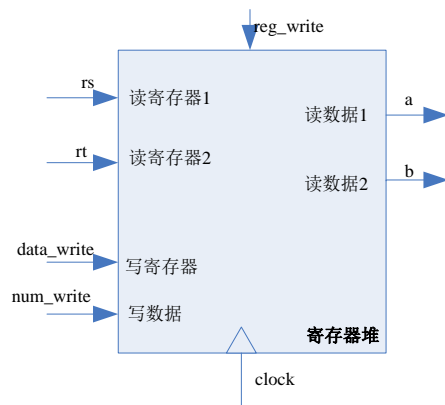 reg_write
rs
读寄存器1
读数据1
a
rt
读寄存器2
读数据2
b
data_write
写寄存器
num_write
写数据
寄存器堆
clock